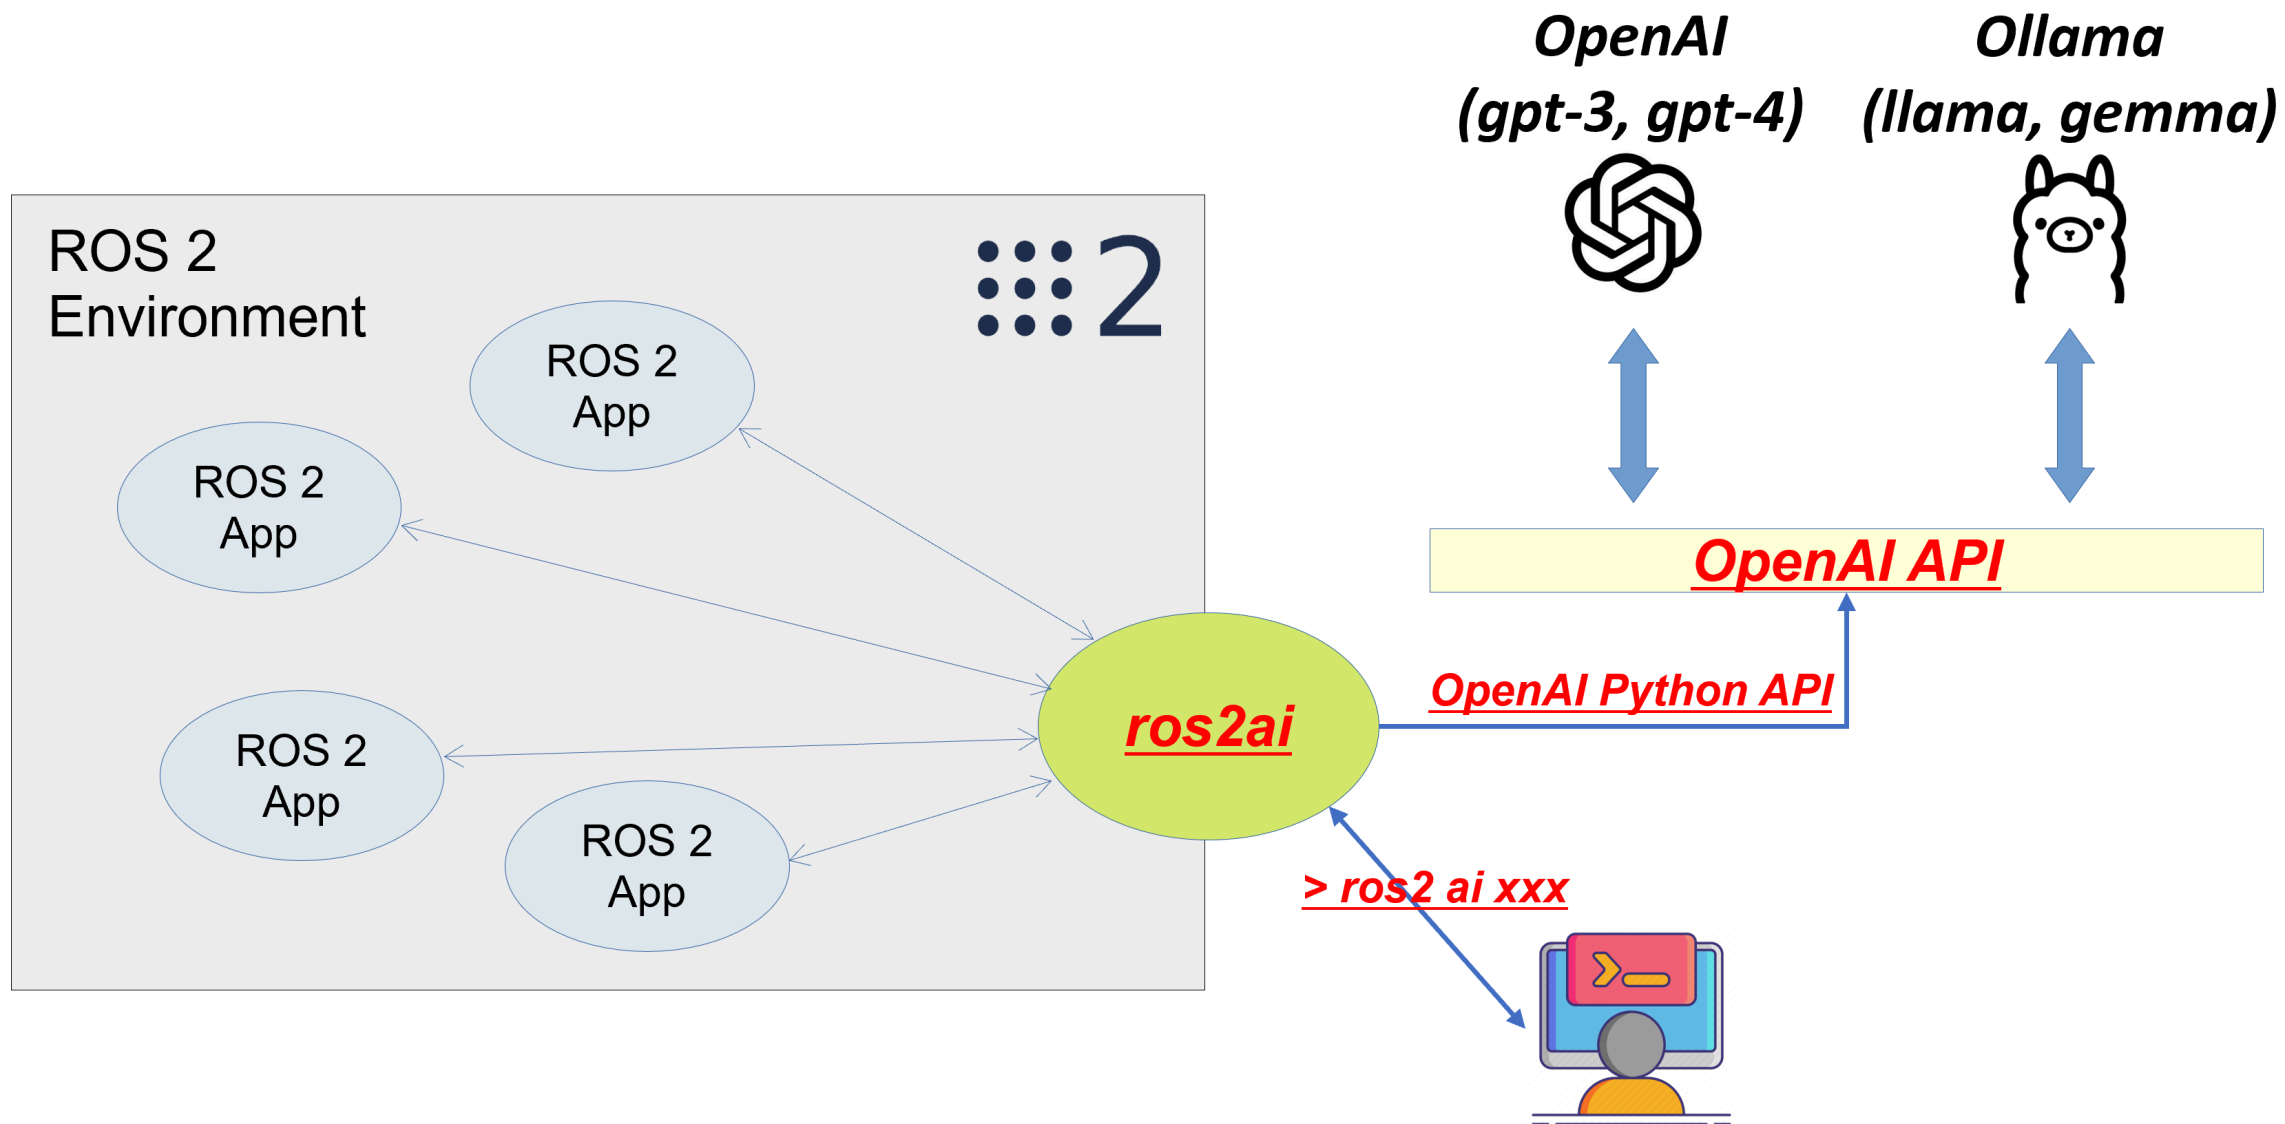 OpenAI
(gpt-3, gpt-4)
Ollama
(llama, gemma)
ROS 2
Environment
2
ROS 2
App
ROS 2
App
ROS 2
App
ROS 2
App
ros2ai
OpenAI API
OpenAI Python API
> ros2 ai xxx